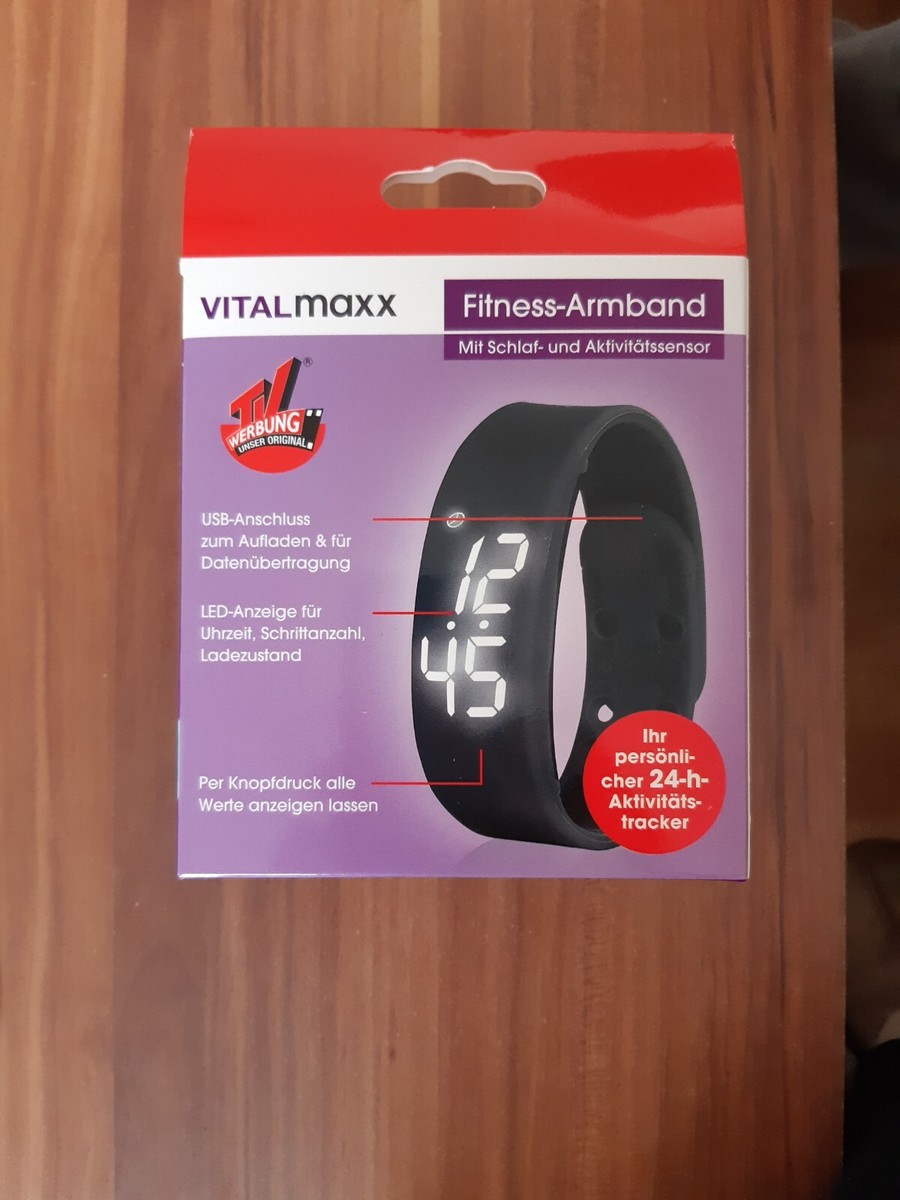 VITALmaxx
Fitness-Armband
Mit Schlaf- und Aktivitätssensor
TV®
WERBUNG
UNSER ORIGINAL!
USB-Anschluss
zum Aufladen & für
Datenübertragung
12
45
LED-Anzeige für
Uhrzeit, Schrittanzahl,
Ladezustand
Per Knopfdruck alle
Werte anzeigen lassen
Ihr
persönli-
cher 24-h-
Aktivitäts-
tracker